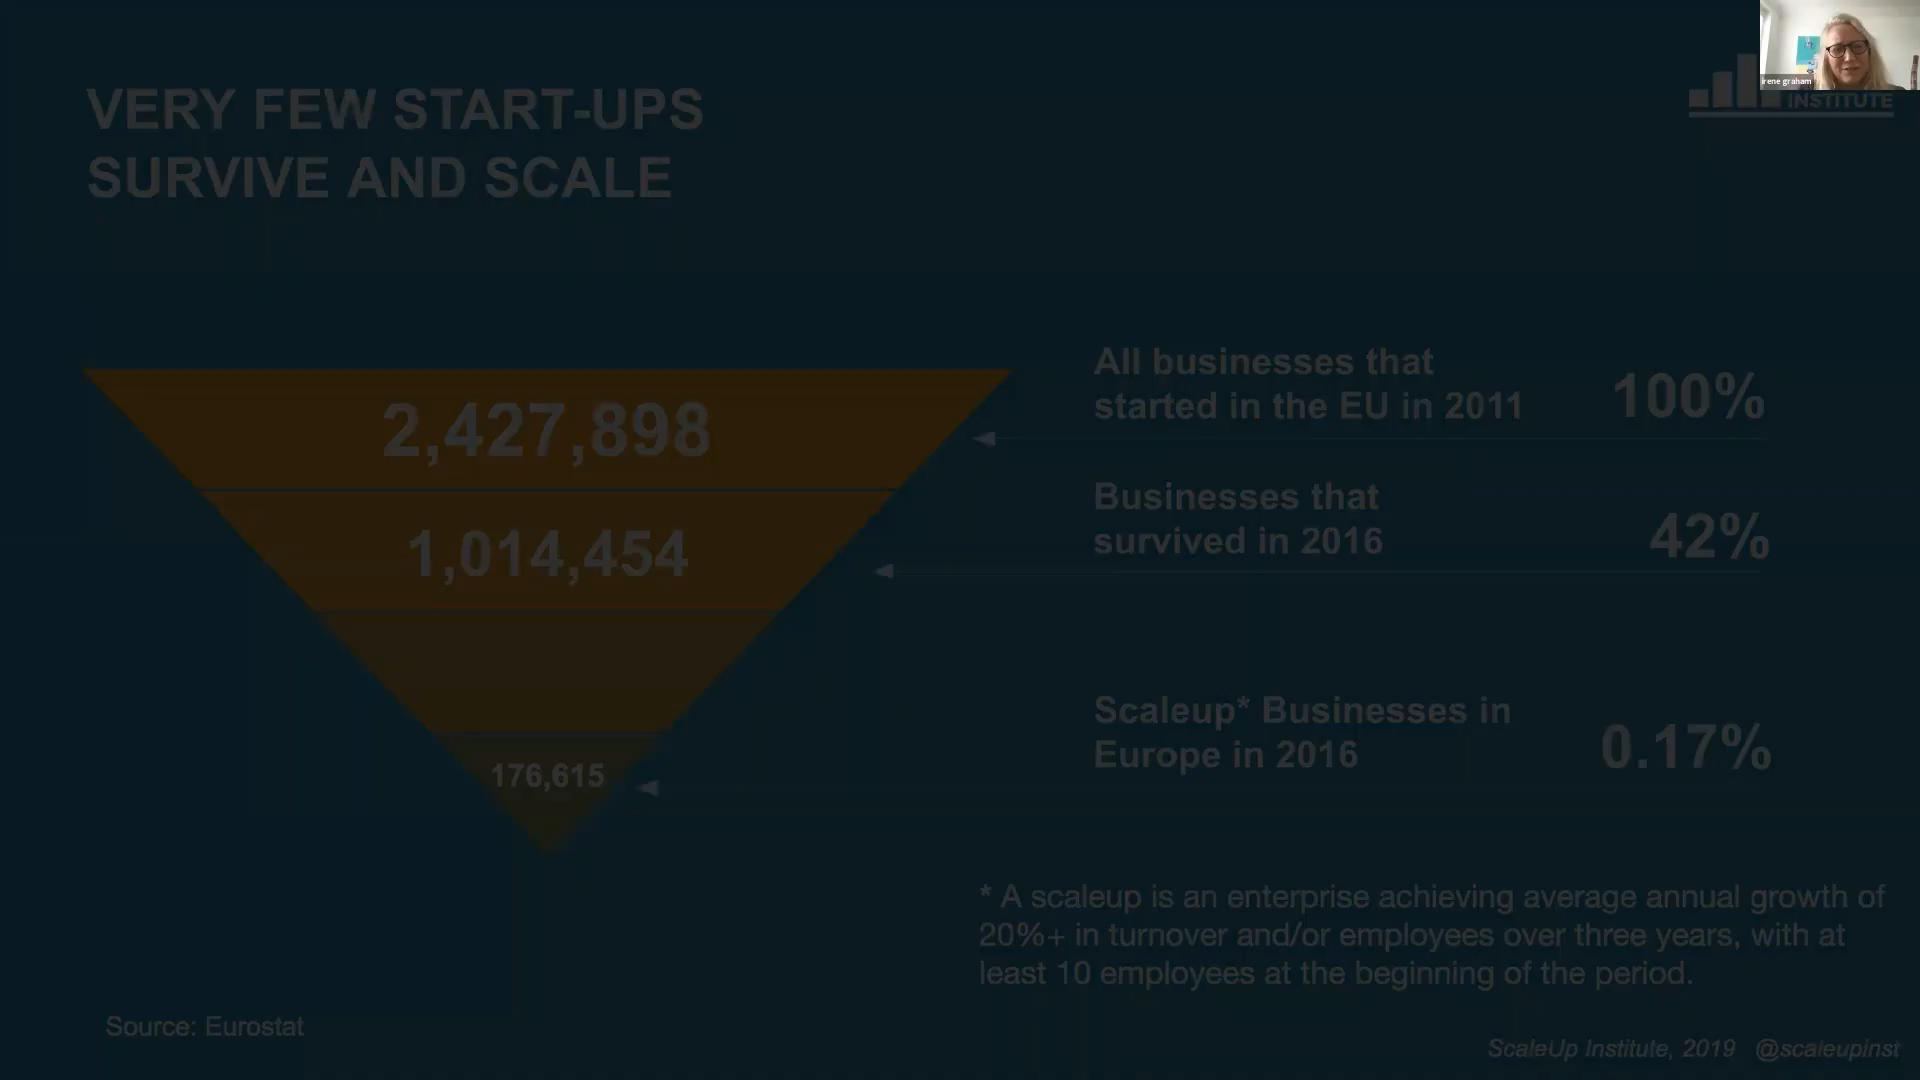 irene graham
INSTITUTE
VERY FEW START-UPS
SURVIVE AND SCALE
2,427,898
All businesses that
started in the EU in 2011
100%
1,014,454
Businesses that
survived in 2016
42%
176,615
Scaleup* Businesses in
Europe in 2016
0.17%
* A scaleup is an enterprise achieving average annual growth of
20%+ in turnover and/or employees over three years, with at
least 10 employees at the beginning of the period.
Source: Eurostat
ScaleUp Institute, 2019 @scaleupinst